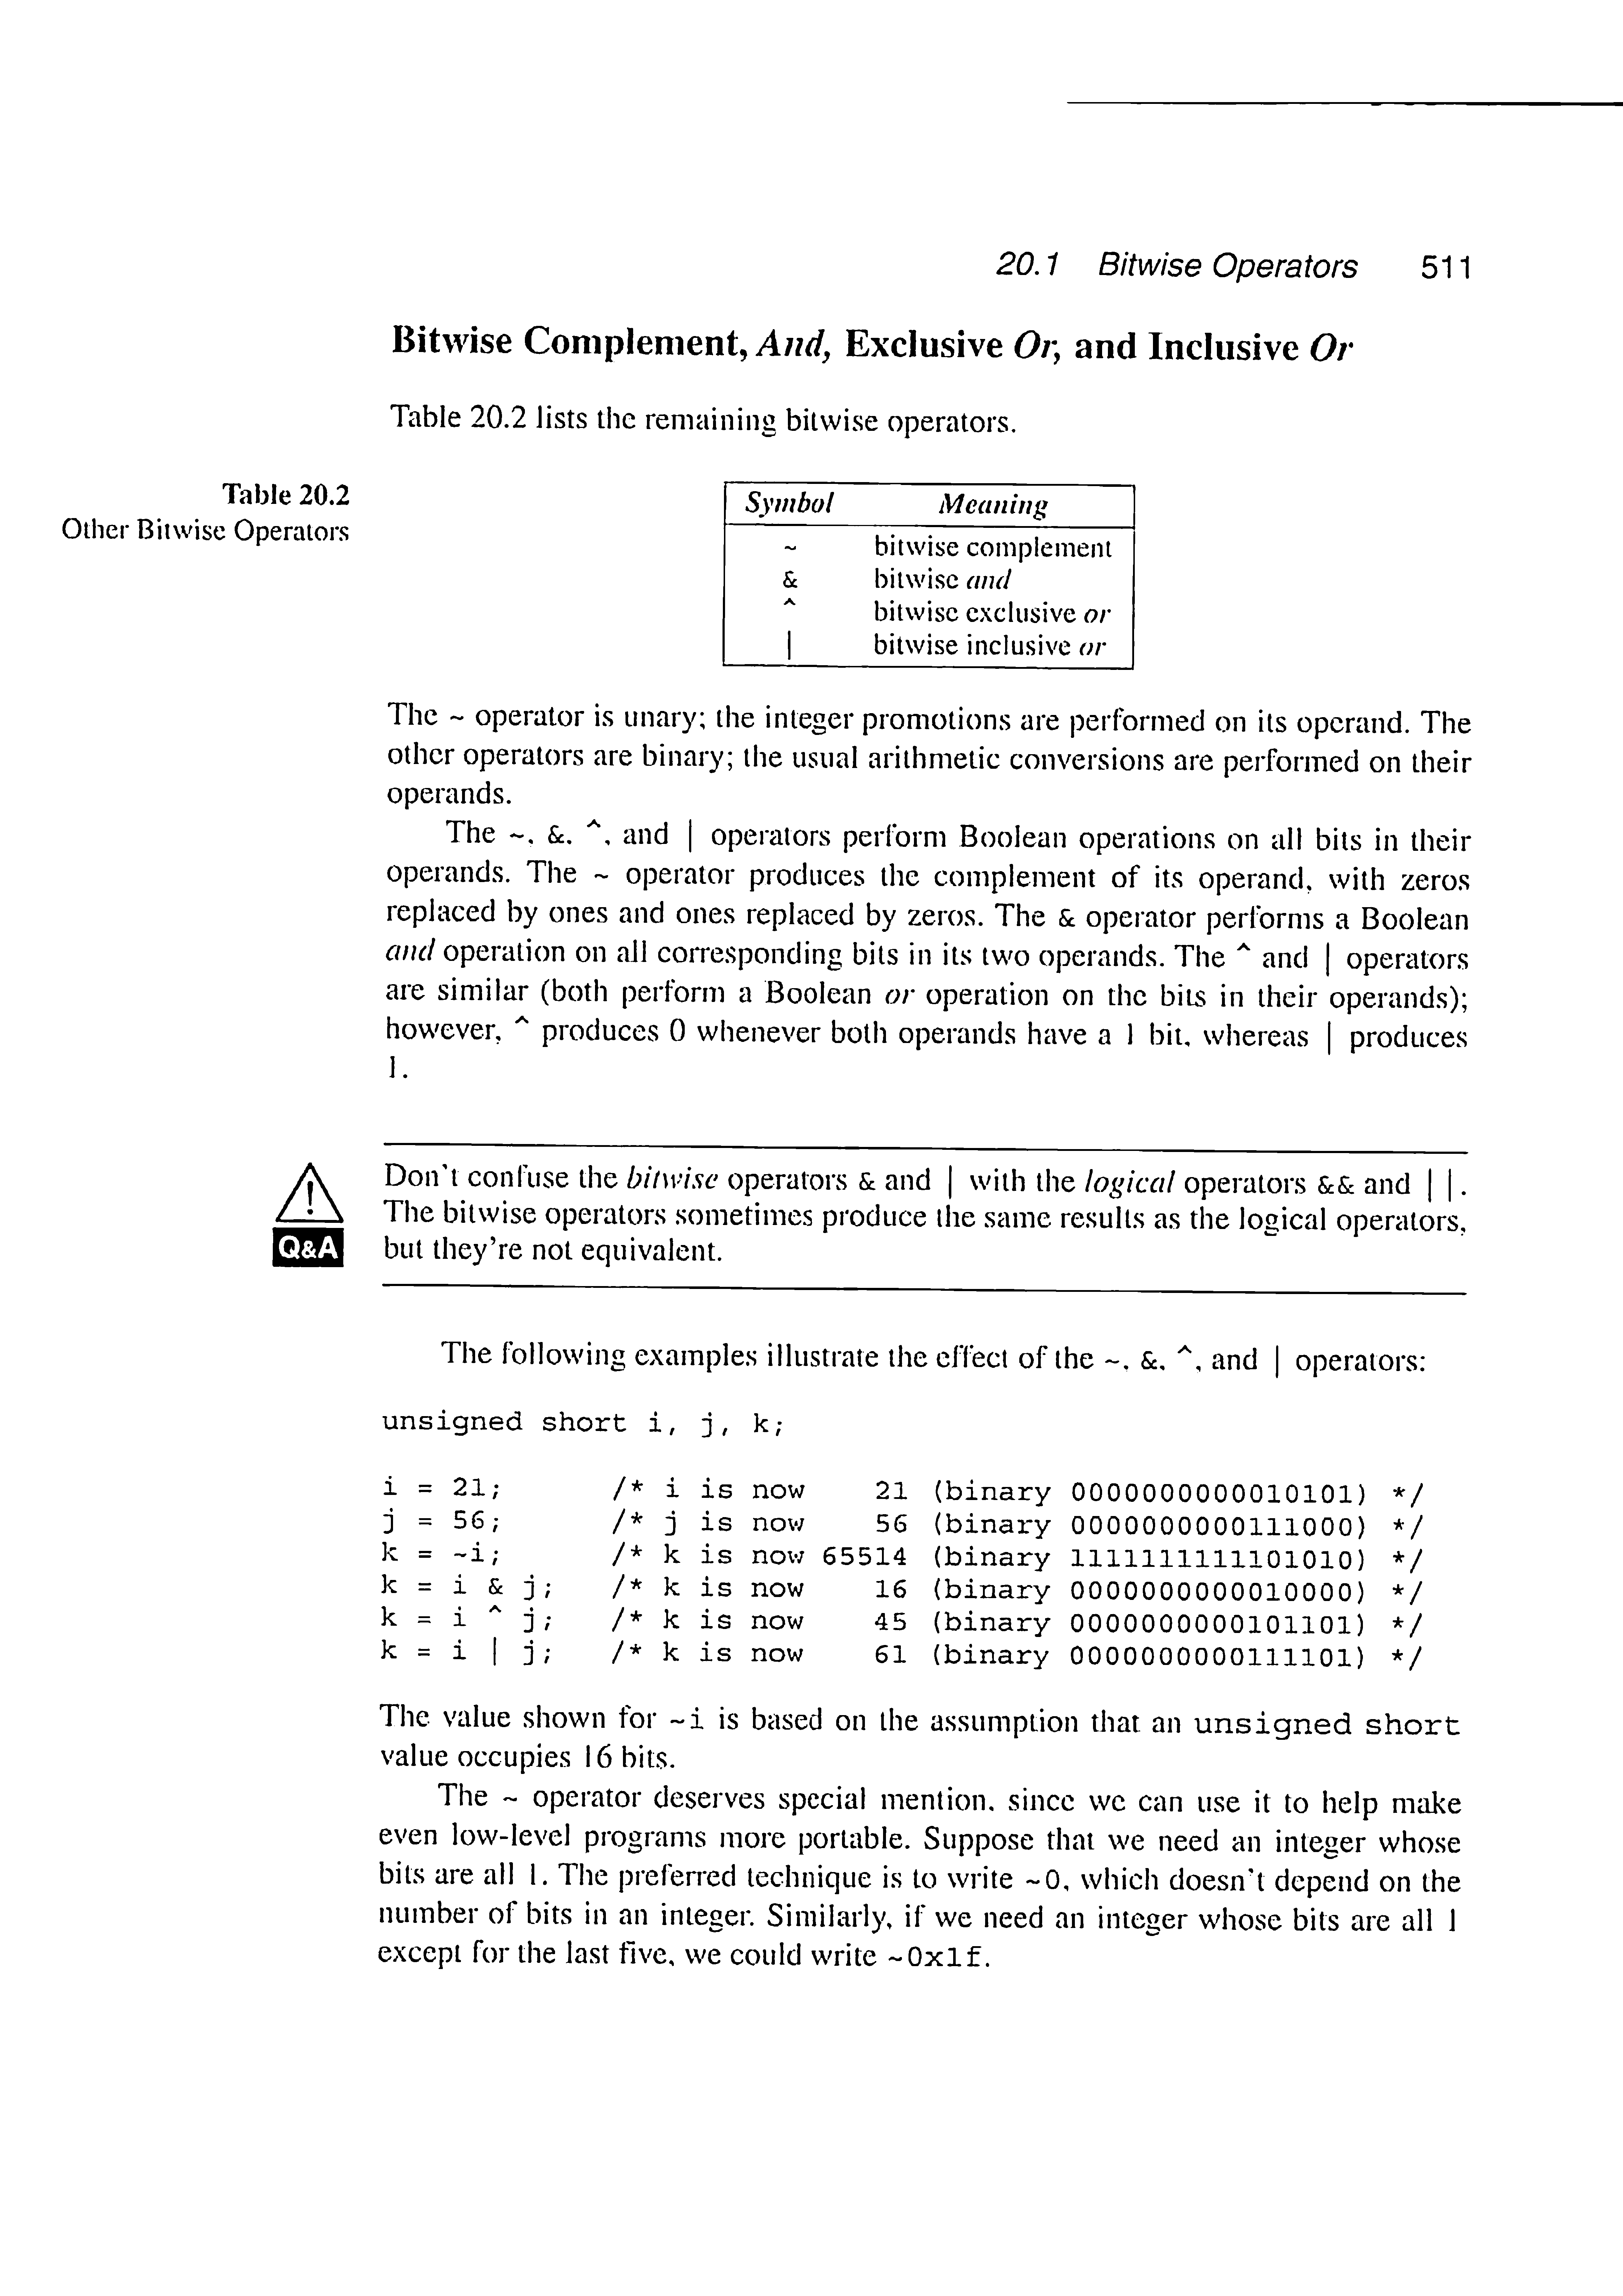 20.1 Bitwise Operators 511
Bitwise Complement, And, Exclusive Or, and Inclusive Or
Table 20.2 lists the remaining bitwise operators.
Table 20.2
Other Bitwise Operators
Symbol Meaning
~ bitwise complement
& bitwise and
^ bitwise exclusive or
| bitwise inclusive or
The ~ operator is unary; the integer promotions are performed on its operand. The
other operators are binary; the usual arithmetic conversions are performed on their
operands.
The ~, &, ^, and | operators perform Boolean operations on all bits in their
operands. The ~ operator produces the complement of its operand, with zeros
replaced by ones and ones replaced by zeros. The & operator performs a Boolean
and operation on all corresponding bits in its two operands. The ^ and | operators
are similar (both perform a Boolean or operation on the bits in their operands);
however, ^ produces 0 whenever both operands have a 1 bit, whereas | produces
1.
Don't confuse the bitwise operators & and | with the logical operators && and ||.
The bitwise operators sometimes produce the same results as the logical operators,
Q&A but they're not equivalent.
The following examples illustrate the effect of the ~, &, ^, and | operators:
unsigned short i, j, k;
i = 21; /* i is now 21 (binary 0000000000010101) */
j = 56; /* j is now 56 (binary 0000000000111000) */
k = ~i; /* k is now 65514 (binary 1111111111101010) */
k = i & j; /* k is now 16 (binary 0000000000010000) */
k = i ^ j; /* k is now 45 (binary 0000000000101101) */
k = i | j; /* k is now 61 (binary 0000000000111101) */
The value shown for ~i is based on the assumption that an unsigned short
value occupies 16 bits.
The ~ operator deserves special mention, since we can use it to help make
even low-level programs more portable. Suppose that we need an integer whose
bits are all 1. The preferred technique is to write ~0, which doesn't depend on the
number of bits in an integer. Similarly, if we need an integer whose bits are all 1
except for the last five, we could write ~0x1f.